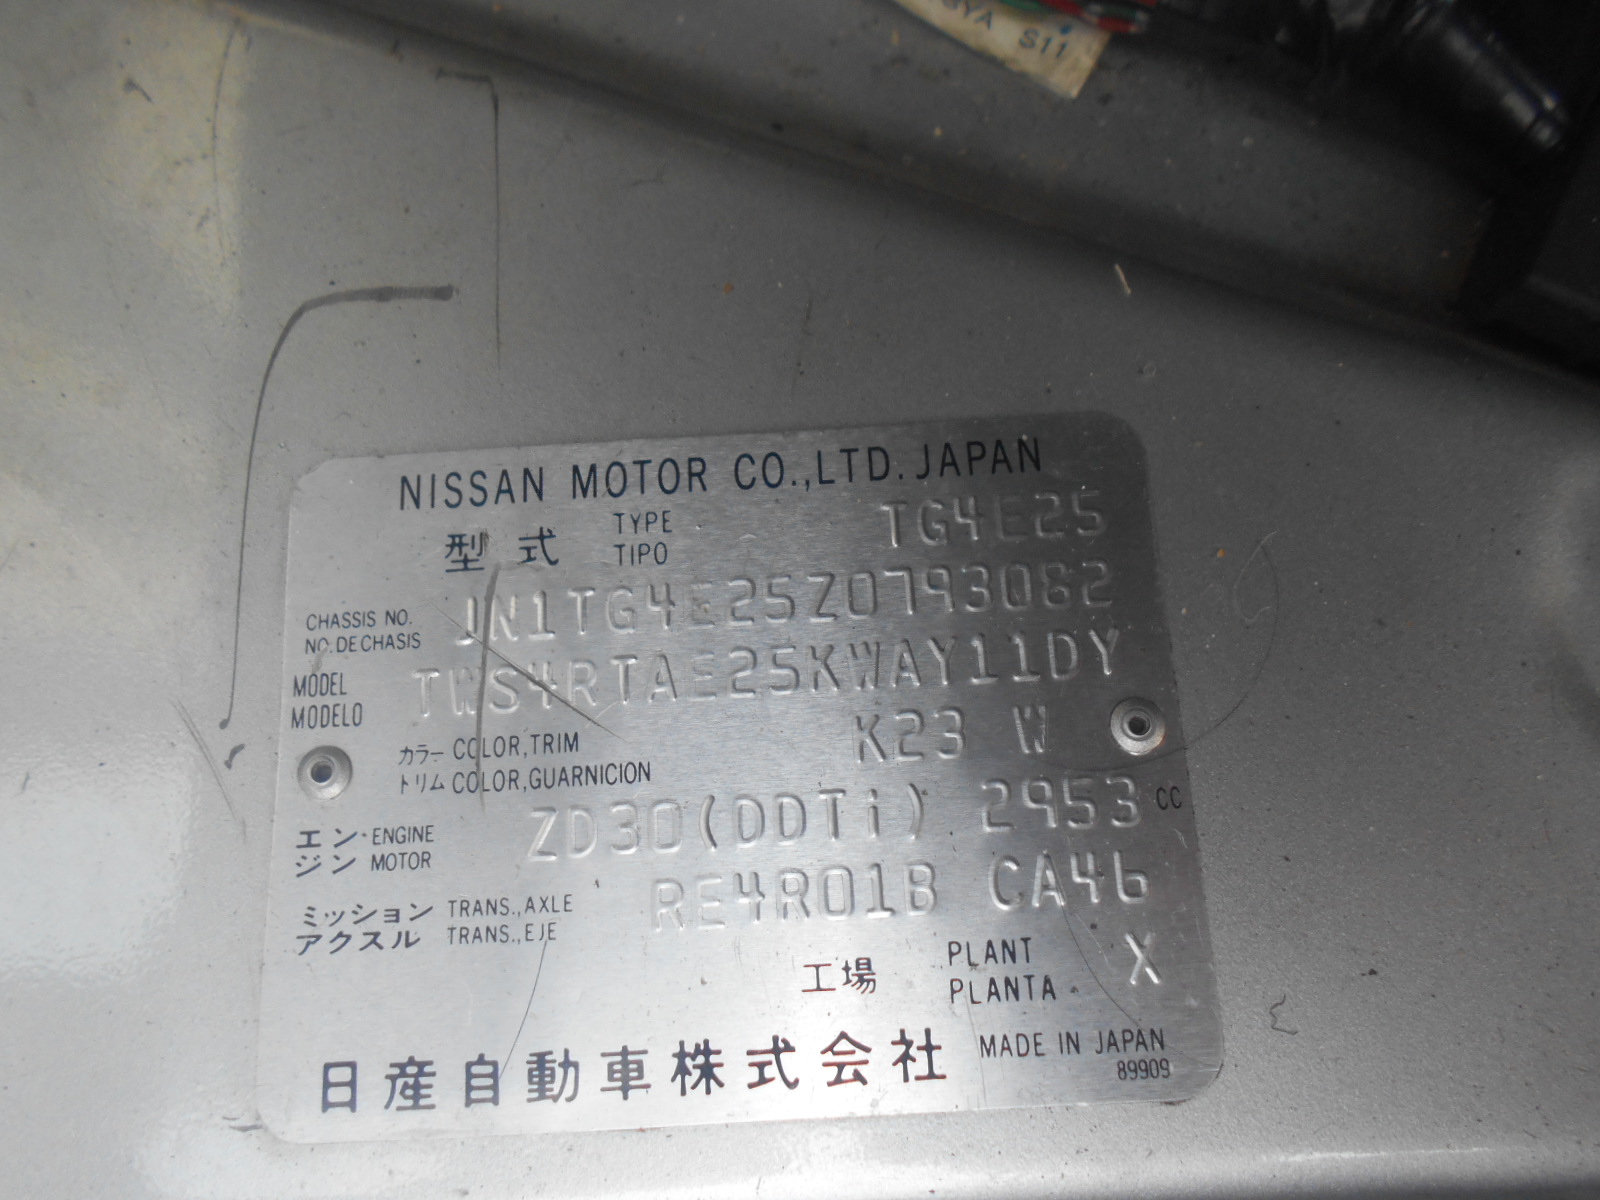 GYA S11
NISSAN MOTOR CO.,LTD. JAPAN
型式 TYPE TIPO TG4E25
CHASSIS NO. NO. DE CHASIS JN1TG4E25Z0793082
MODEL MODELO TWS4RTAE25KWAY11DY
カラー COLOR,TRIM K23 W
トリム COLOR,GUARNICION
エン ENGINE ZD30(DDTi) 2953 CC
ジン MOTOR
ミッション TRANS.,AXLE RE4R01B CA46
アクスル TRANS.,EJE
工場 PLANT X
PLANTA
日産自動車株式会社 MADE IN JAPAN
89909